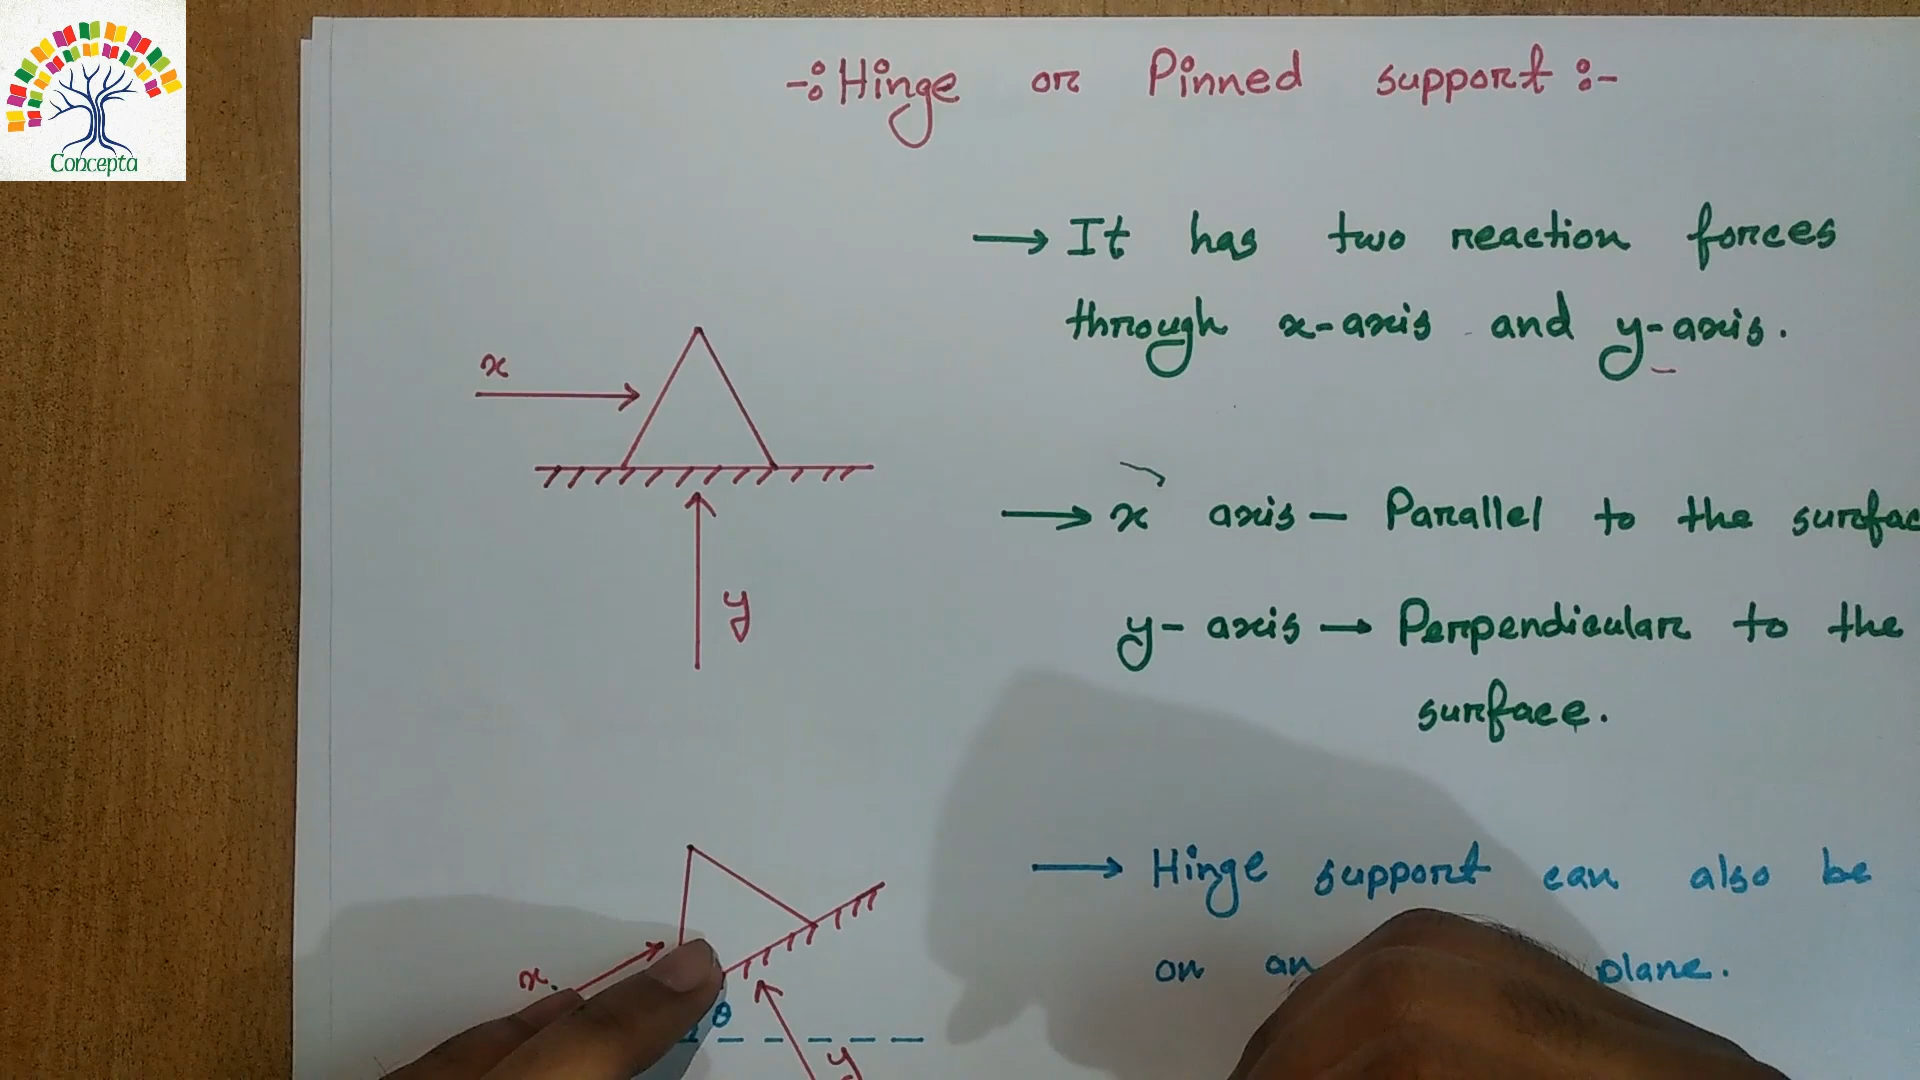 Concepta
-:Hinge or Pinned support :-
→ It has two reaction forces
through x-axis and y-axis.
x
→ x axis - Parallel to the surfac
y
y- axis → Perpendicular to the
surface.
→ Hinge support can also be
on an plane.
x
θ
y